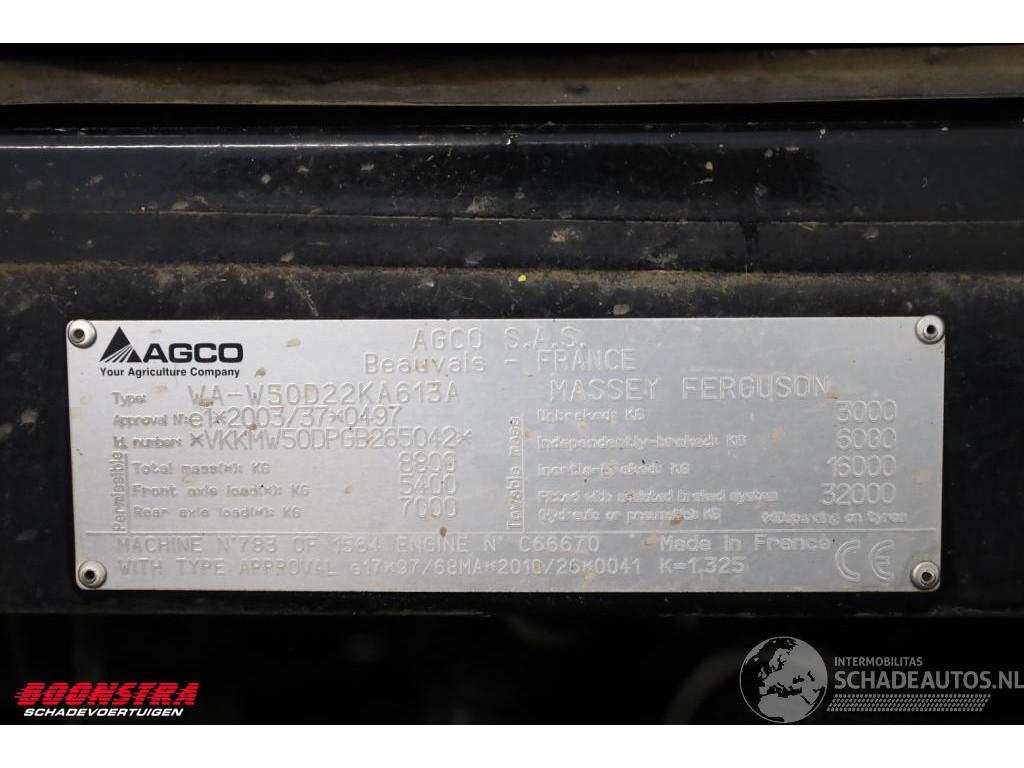 AGCO
Your Agriculture Company
AGCO S.A.S.
Beauvais - FRANCE
MASSEY FERGUSON
Type: WA-W50D22KA613A
Approval N°: e1*2003/37*0497
Id. number: *VKKMW50DPGB265042*
Permissible
Total mass(*): KG 8800
Front axle load(*): KG 5400
Rear axle load(*): KG 7000
Towable mass
Unbraked: KG 3000
Independently-braked: KG 6000
Inertia-braked: KG 16000
Fitted with assisted braked system 32000
(Hydraulic or pneumatic): KG
(*)Depending on tyres
MACHINE N°783 OF 1564 ENGINE N° C66670 Made in France
WITH TYPE APPROVAL e17*97/68MA*2010/26*0041 K=1,325
CE
BOONSTRA
SCHADEVOERTUIGEN
INTERMOBILITAS
SCHADEAUTOS.NL